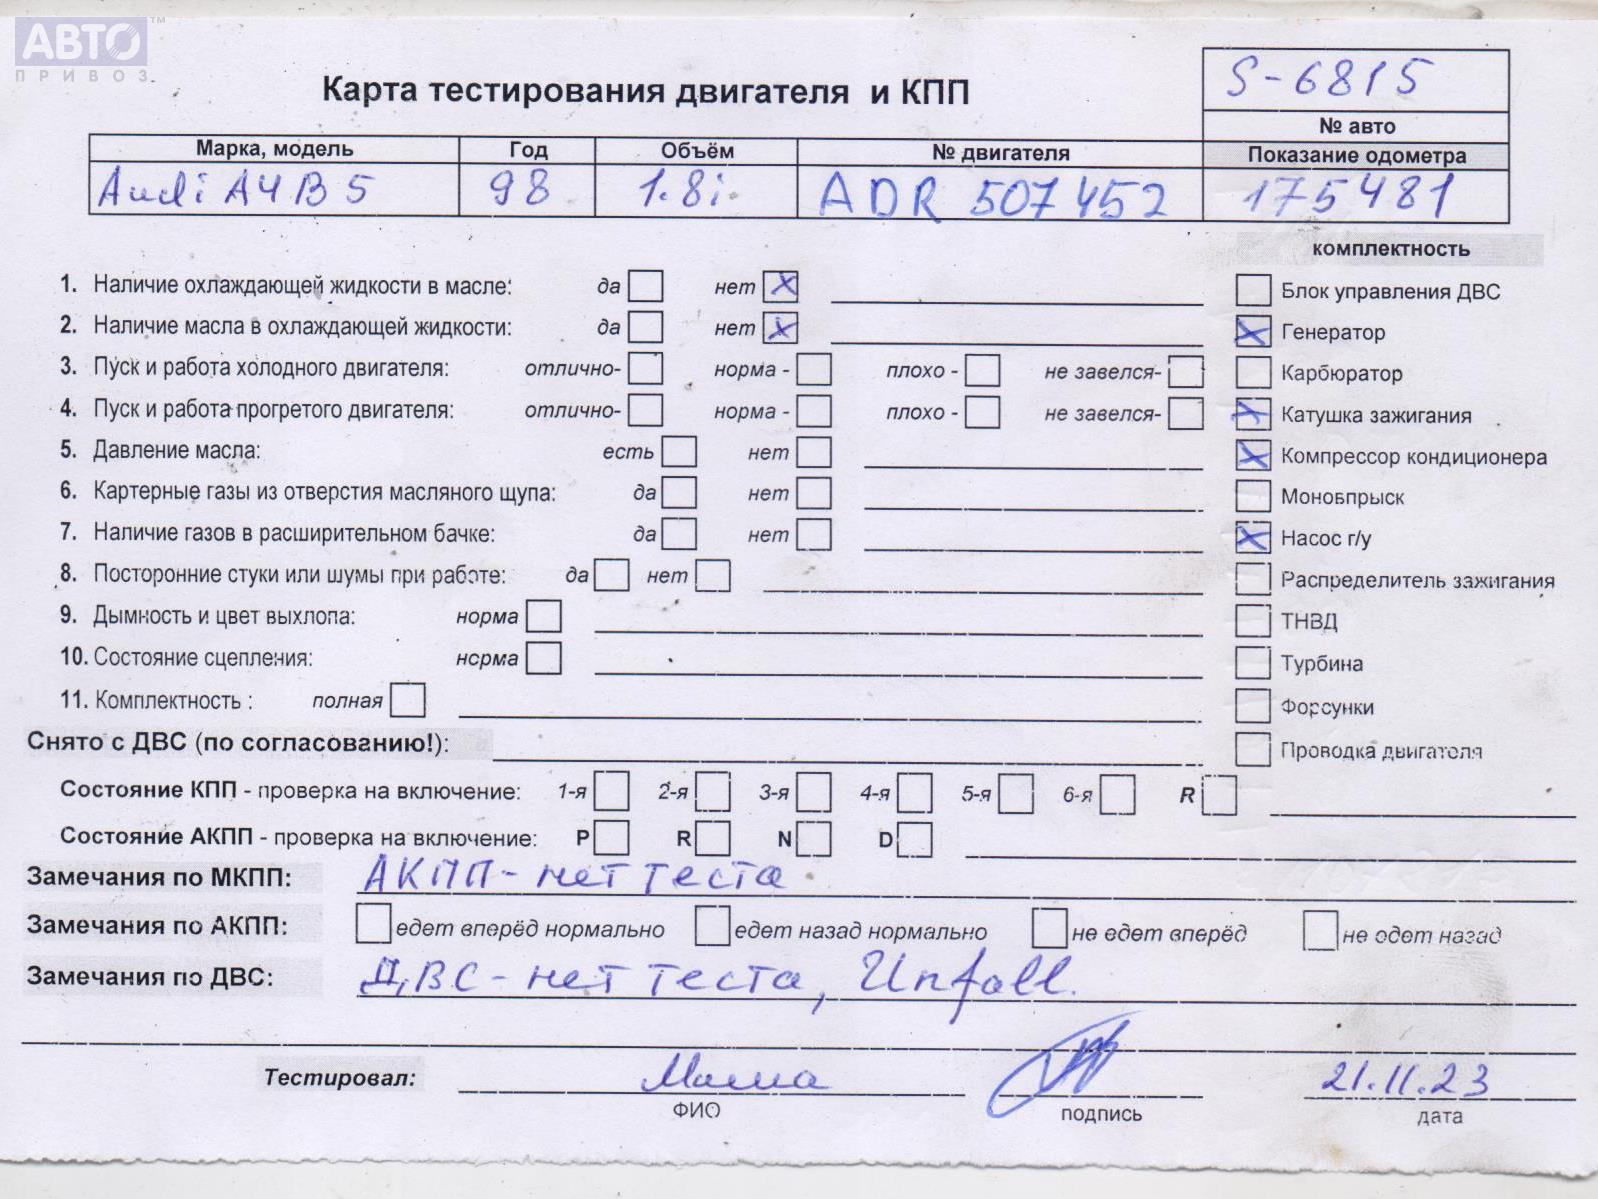 АВТО™
ПРИВОЗ
S-6815
Карта тестирования двигателя и КПП
№ авто
Марка, модель Год Объём № двигателя Показание одометра
Audi A4 B5 98 1.8i ADR 507452 175481
комплектность
1. Наличие охлаждающей жидкости в масле: да нет x Блок управления ДВС
2. Наличие масла в охлаждающей жидкости: да нет x x Генератор
3. Пуск и работа холодного двигателя: отлично- норма - плохо - не завелся- Карбюратор
4. Пуск и работа прогретого двигателя: отлично- норма - плохо - не завелся- x Катушка зажигания
5. Давление масла: есть нет x Компрессор кондиционера
6. Картерные газы из отверстия масляного щупа: да нет Моновпрыск
7. Наличие газов в расширительном бачке: да нет x Насос г/у
8. Посторонние стуки или шумы при работе: да нет Распределитель зажигания
9. Дымность и цвет выхлопа: норма ТНВД
10. Состояние сцепления: норма Турбина
11. Комплектность : полная Форсунки
Снято с ДВС (по согласованию!): Проводка двигателя
Состояние КПП - проверка на включение: 1-я 2-я 3-я 4-я 5-я 6-я R
Состояние АКПП - проверка на включение: P R N D
Замечания по МКПП: АКПП - нет теста
Замечания по АКПП: едет вперёд нормально едет назад нормально не едет вперёд не едет назад
Замечания по ДВС: ДВС - нет теста, Unfall.
Тестировал: 21.11.23
ФИО подпись дата